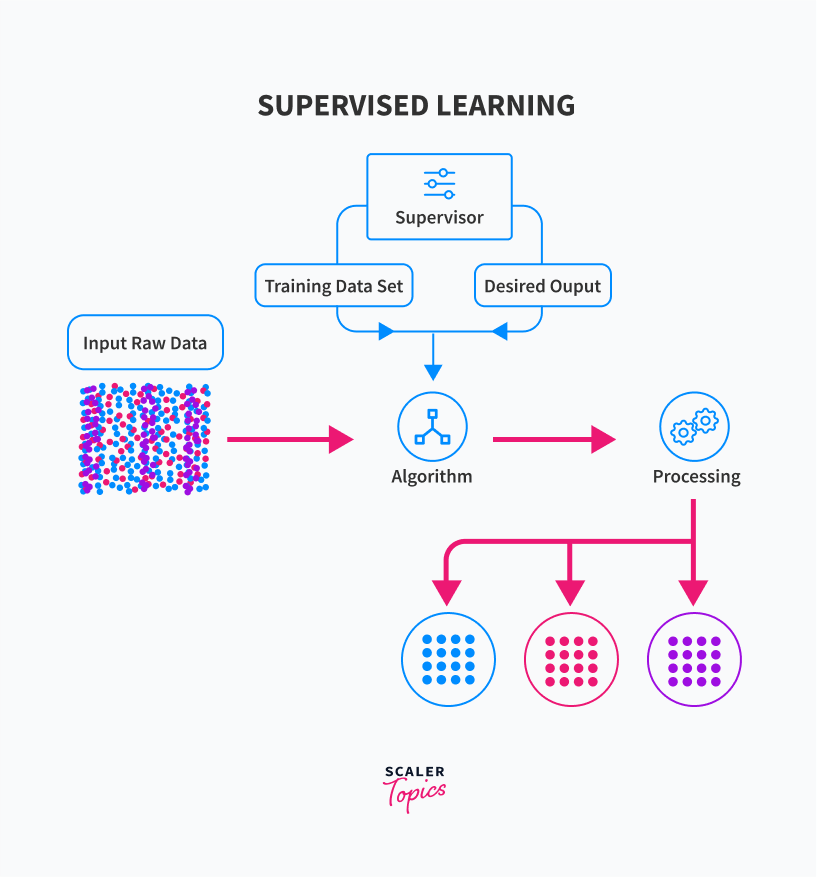 SUPERVISED LEARNING
Supervisor
Training Data Set
Desired Ouput
Input Raw Data
Algorithm
Processing
SCALER
Topics